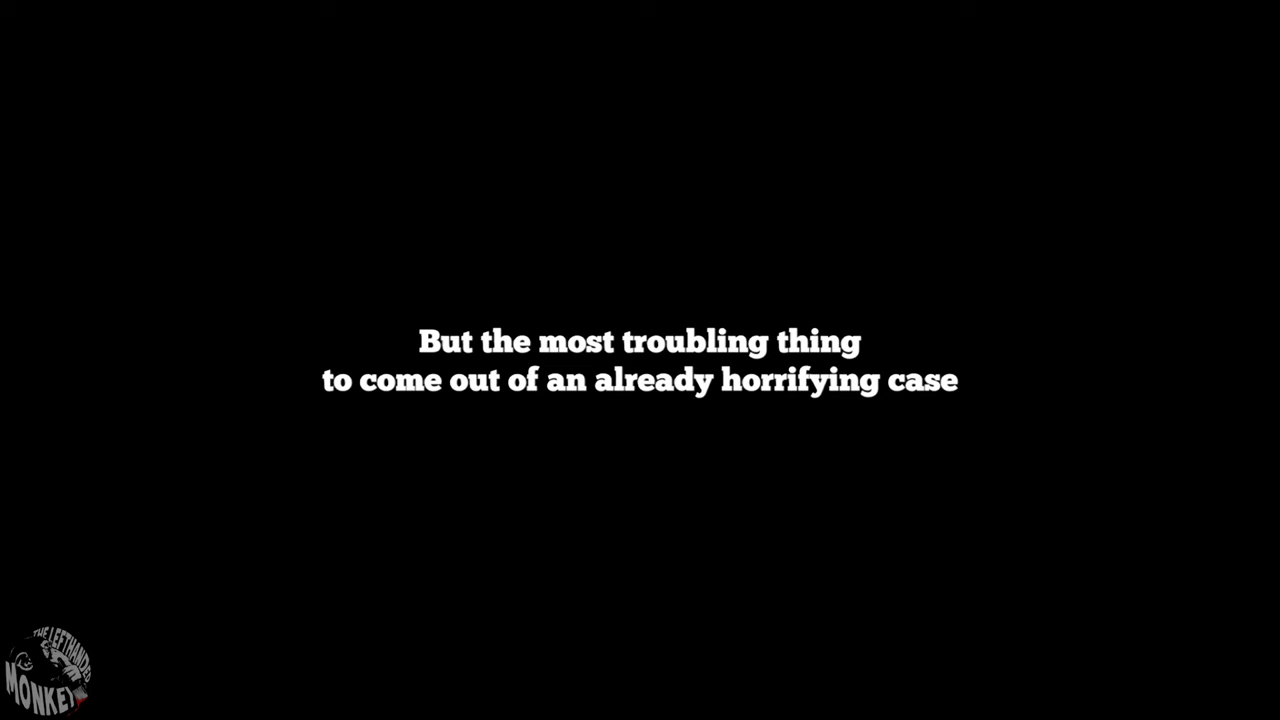 But the most troubling thing
to come out of an already horrifying case
THE LEFTHANDED
MONKEY